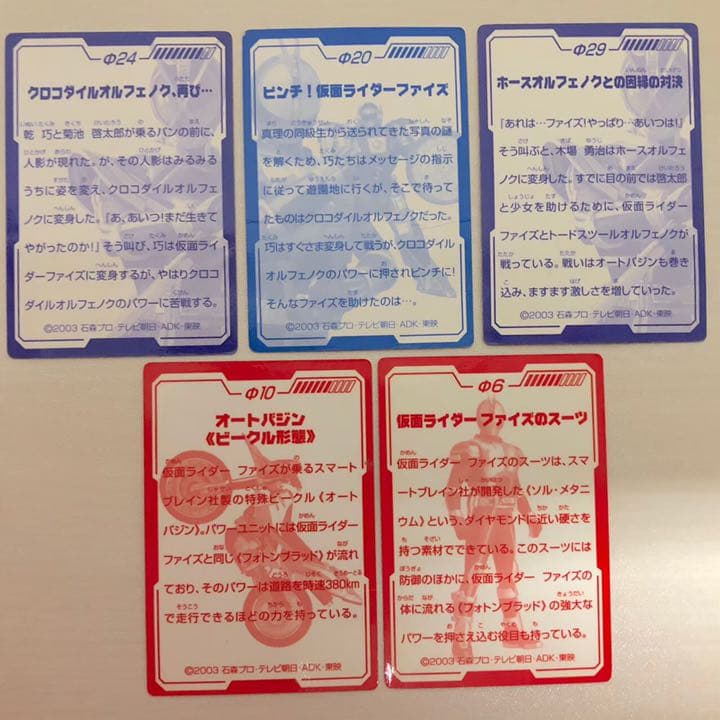 Φ24
クロコダイルオルフェノク、再び…
乾 巧と菊池 啓太郎が乗るバンの前に、
人影が現れた。が、その人影はみるみる
うちに姿を変え、クロコダイルオルフェ
ノクに変身した。「あ、あいつ!まだ生きて
やがったのか!」そう叫び、巧は仮面ライ
ダーファイズに変身するが、やはりクロコ
ダイルオルフェノクのパワーに苦戦する。
©2003 石森プロ・テレビ朝日・ADK・東映
Φ20
ピンチ!仮面ライダーファイズ
真理の同級生から送られてきた写真の謎
を解くため、巧たちはメッセージの指示
に従って遊園地に行くが、そこで待って
たものはクロコダイルオルフェノクだった。
巧はすぐさま変身して戦うが、クロコダイル
オルフェノクのパワーに押されピンチに!
そんなファイズを助けたのは…。
©2003 石森プロ・テレビ朝日・ADK・東映
Φ29
ホースオルフェノクとの因縁の対決
「あれは…ファイズ!やっぱり…あいつは!」
そう叫ぶと、木場 勇治はホースオルフェ
ノクに変身した。すでに目の前では啓太郎
と少女を助けるために、仮面ライダー
ファイズとトードスツールオルフェノクが
戦っている。戦いはオートバジンも巻き
込み、ますます激しさを増していった。
©2003 石森プロ・テレビ朝日・ADK・東映
Φ10
オートバジン
《ビークル形態》
仮面ライダー ファイズが乗るスマート
ブレイン社製の特殊ビークル《オート
バジン》。パワーユニットには仮面ライダー
ファイズと同じ《フォトンブラッド》が流れ
ており、そのパワーは道路を時速380km
で走行できるほどの力を持っている。
©2003 石森プロ・テレビ朝日・ADK・東映
Φ6
仮面ライダー ファイズのスーツ
仮面ライダー ファイズのスーツは、スマ
ートブレイン社が開発した《ソル・メタニ
ウム》という、ダイヤモンドに近い硬さを
持つ素材でできている。このスーツには
防御のほかに、仮面ライダー ファイズの
体に流れる《フォトンブラッド》の強大な
パワーを押さえ込む役目も持っている。
©2003 石森プロ・テレビ朝日・ADK・東映